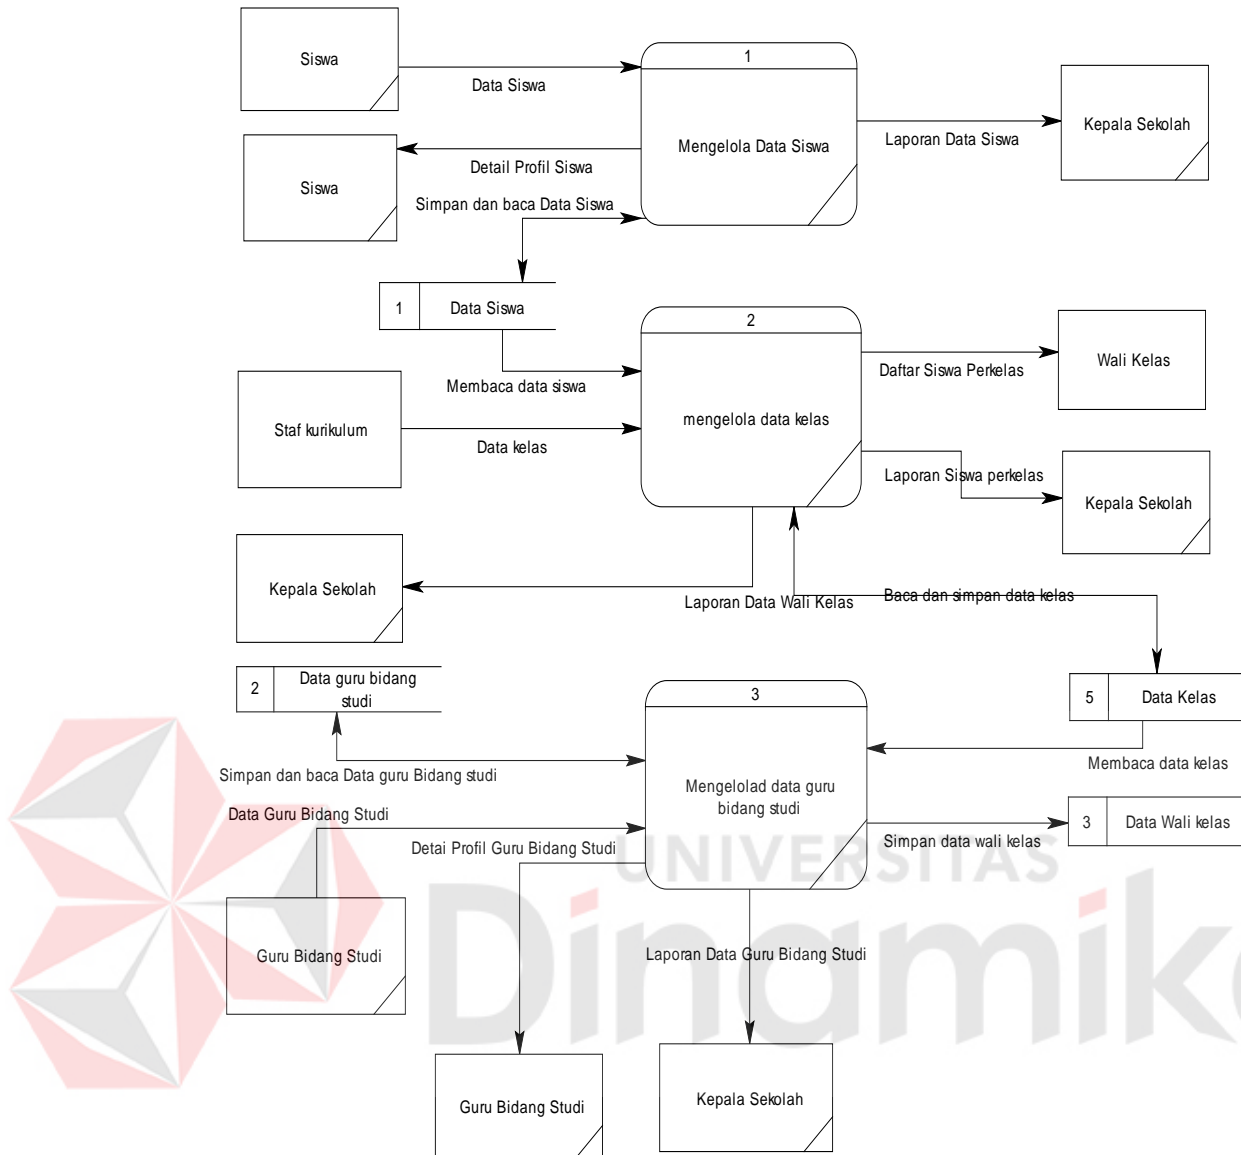 Siswa
1
Data Siswa
Mengelola Data Siswa
Laporan Data Siswa
Kepala Sekolah
Siswa
Detail Profil Siswa
Simpan dan baca Data Siswa
1
Data Siswa
2
Membaca data siswa
Daftar Siswa Perkelas
Wali Kelas
Staf kurikulum
Data kelas
mengelola data kelas
Laporan Siswa perkelas
Kepala Sekolah
Kepala Sekolah
Laporan Data Wali Kelas
Baca dan simpan data kelas
2
Data guru bidang
studi
3
5
Data Kelas
Simpan dan baca Data guru Bidang studi
Mengelolad data guru
bidang studi
Membaca data kelas
Data Guru Bidang Studi
Detai Profil Guru Bidang Studi
Simpan data wali kelas
3
Data Wali kelas
UNIVERSITAS
Dinamika
Guru Bidang Studi
Laporan Data Guru Bidang Studi
Guru Bidang Studi
Kepala Sekolah